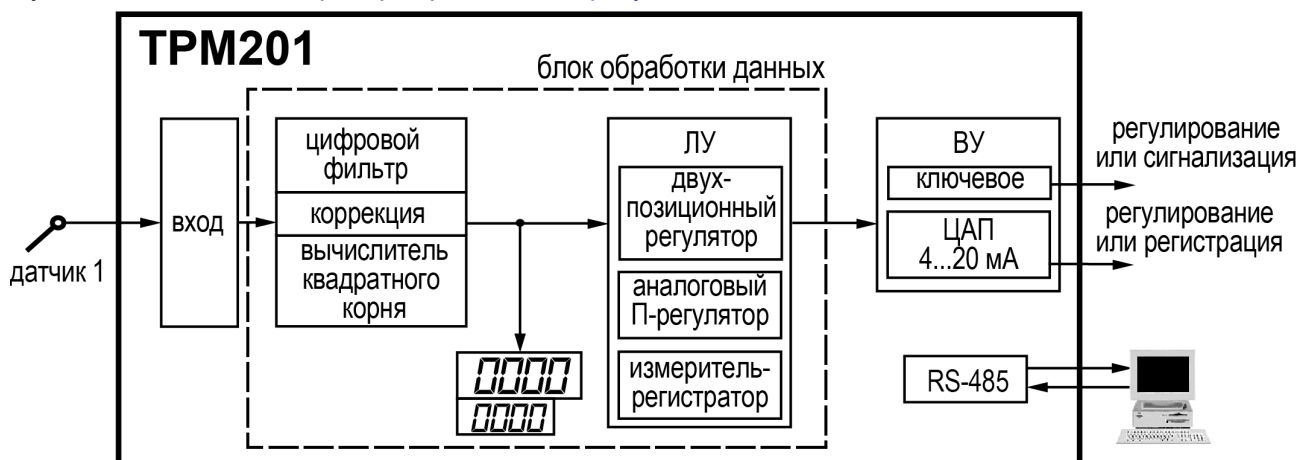 ТРМ201
блок обработки данных
датчик 1
вход
цифровой
фильтр
коррекция
вычислитель
квадратного
корня
0000
0000
ЛУ
двух-
позиционный
регулятор
аналоговый
П-регулятор
измеритель-
регистратор
ВУ
ключевое
ЦАП
4...20 мА
регулирование
или сигнализация
регулирование
или регистрация
RS-485